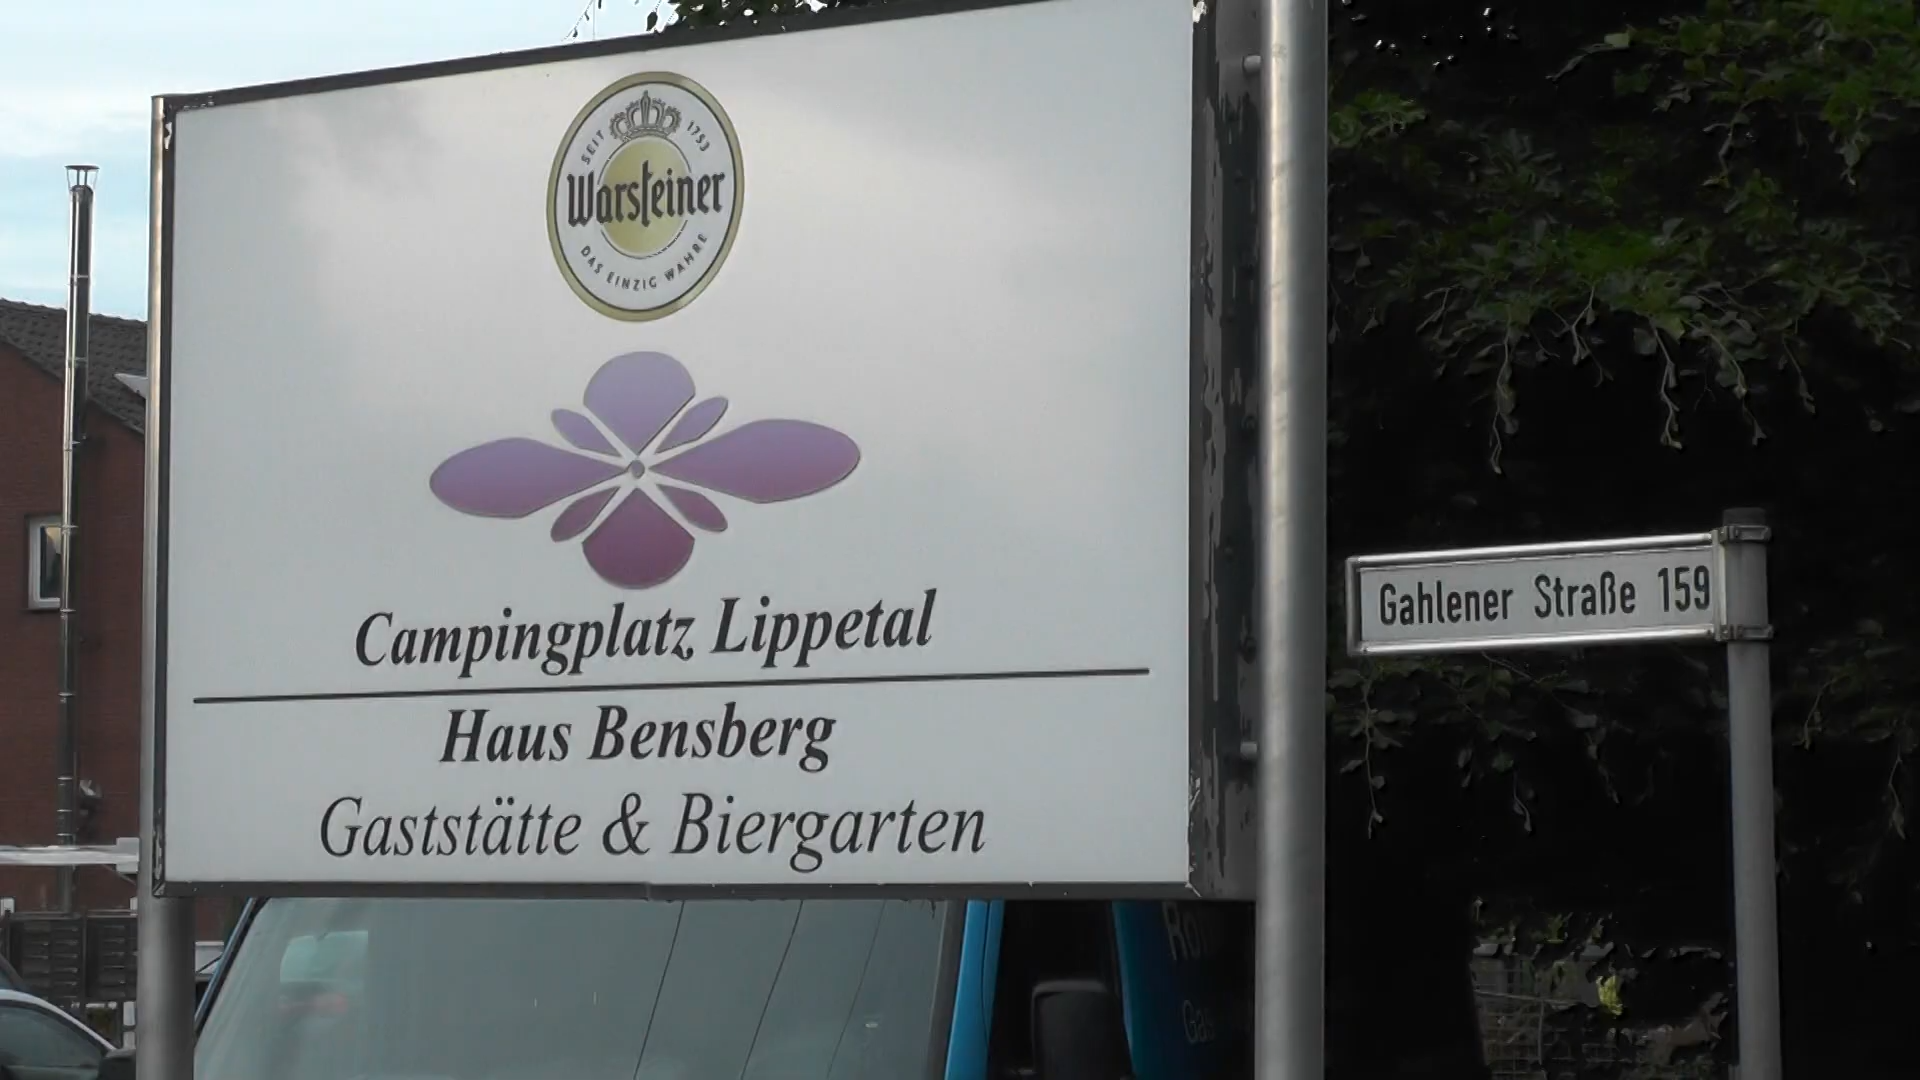 SEIT 1753
Warsteiner
DAS EINZIG WAHRE
Campingplatz Lippetal
Haus Bensberg
Gaststätte & Biergarten
Gahlener Straße 159